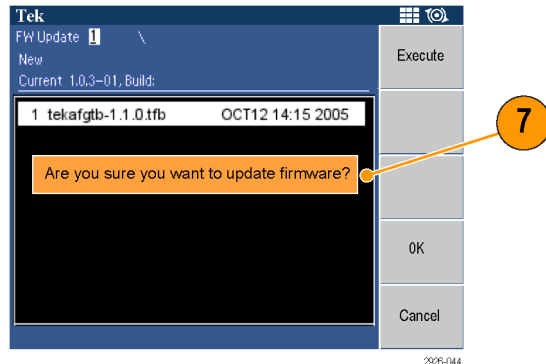 Tek
FW Update 1 \
New
Current 1.0.3-01, Build:
1 tekafgtb-1.1.0.tfb OCT12 14:15 2005
Are you sure you want to update firmware?
Execute
7
OK
Cancel
2926-044